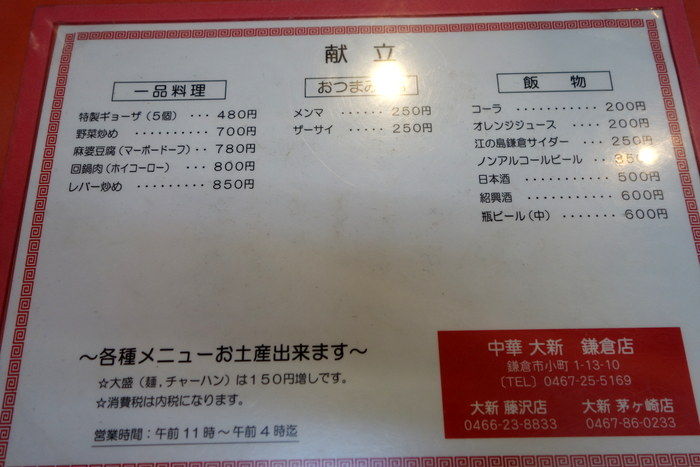 献立
一品料理
特製ギョーザ(5個) ··· 480円
野菜炒め ·········· 700円
麻婆豆腐(マーボードーフ)·· 780円
回鍋肉(ホイコーロー) ··· 800円
レバー炒め ·········· 850円
おつまみ
メンマ ······· 250円
ザーサイ ······ 250円
飯物
コーラ ············ 200円
オレンジジュース ····· 200円
江の島鎌倉サイダー ···· 250円
ノンアルコールビール ··· 350円
日本酒 ············ 500円
紹興酒 ············ 600円
瓶ビール(中) ········ 600円
〜各種メニューお土産出来ます〜
☆大盛(麺,チャーハン)は150円増しです。
☆消費税は内税になります。
営業時間:午前11時〜午前4時迄
中華 大新 鎌倉店
鎌倉市小町 1-13-10
〔TEL〕 0467-25-5169
大新 藤沢店 大新 茅ヶ崎店
0466-23-8833 0467-86-0233